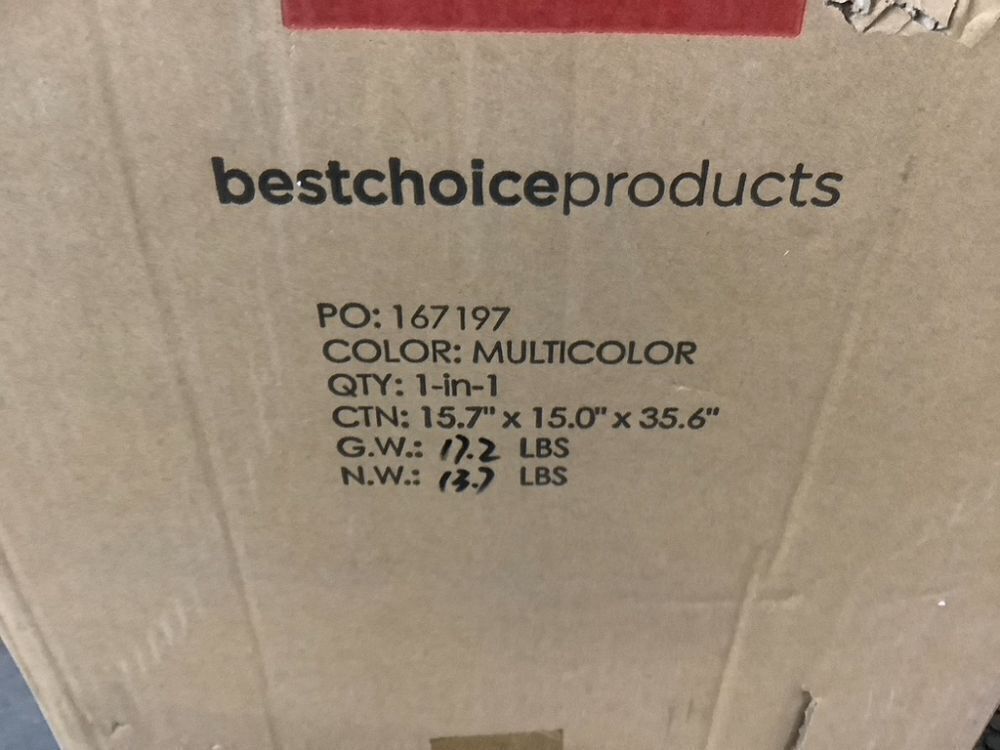 bestchoiceproducts
PO: 167197
COLOR: MULTICOLOR
QTY: 1-in-1
CTN: 15.7" x 15.0" x 35.6"
G.W.: 17.2 LBS
N.W.: 13.7 LBS